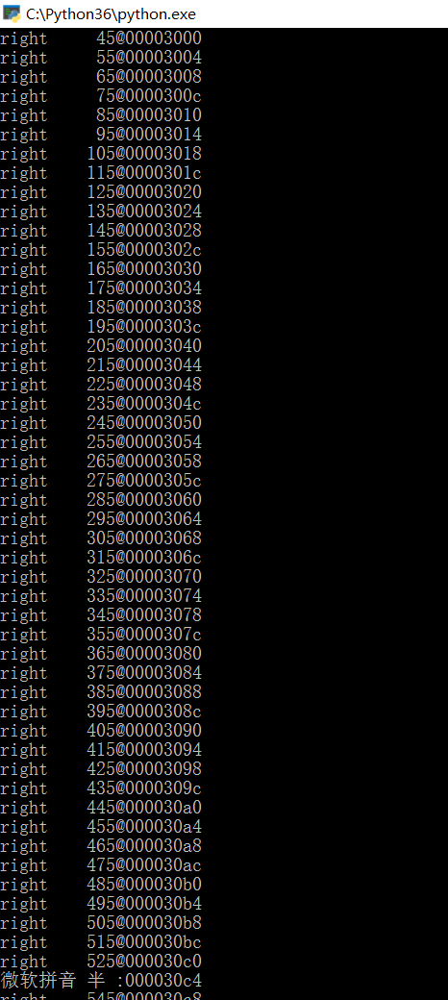 C:\Python36\python.exe
right     45@00003000
right     55@00003004
right     65@00003008
right     75@0000300c
right     85@00003010
right     95@00003014
right    105@00003018
right    115@0000301c
right    125@00003020
right    135@00003024
right    145@00003028
right    155@0000302c
right    165@00003030
right    175@00003034
right    185@00003038
right    195@0000303c
right    205@00003040
right    215@00003044
right    225@00003048
right    235@0000304c
right    245@00003050
right    255@00003054
right    265@00003058
right    275@0000305c
right    285@00003060
right    295@00003064
right    305@00003068
right    315@0000306c
right    325@00003070
right    335@00003074
right    345@00003078
right    355@0000307c
right    365@00003080
right    375@00003084
right    385@00003088
right    395@0000308c
right    405@00003090
right    415@00003094
right    425@00003098
right    435@0000309c
right    445@000030a0
right    455@000030a4
right    465@000030a8
right    475@000030ac
right    485@000030b0
right    495@000030b4
right    505@000030b8
right    515@000030bc
right    525@000030c0
微软拼音 半 :000030c4